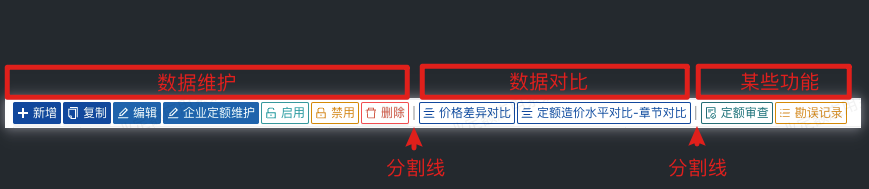 数据维护 数据对比 某些功能
新增 复制 编辑 企业定额维护 启用 禁用 删除 价格差异对比 定额造价水平对比-章节对比 定额审查 勘误记录
分割线 分割线